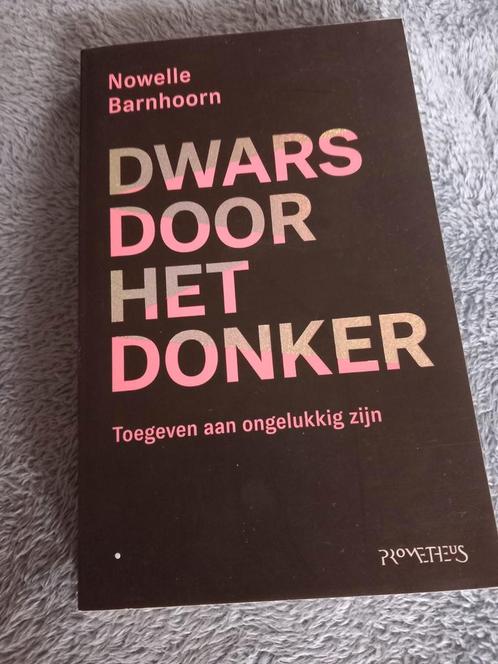 Nowelle
Barnhoorn
DWARS
DOOR
HET
DONKER
Toegeven aan ongelukkig zijn
PROMETHEUS